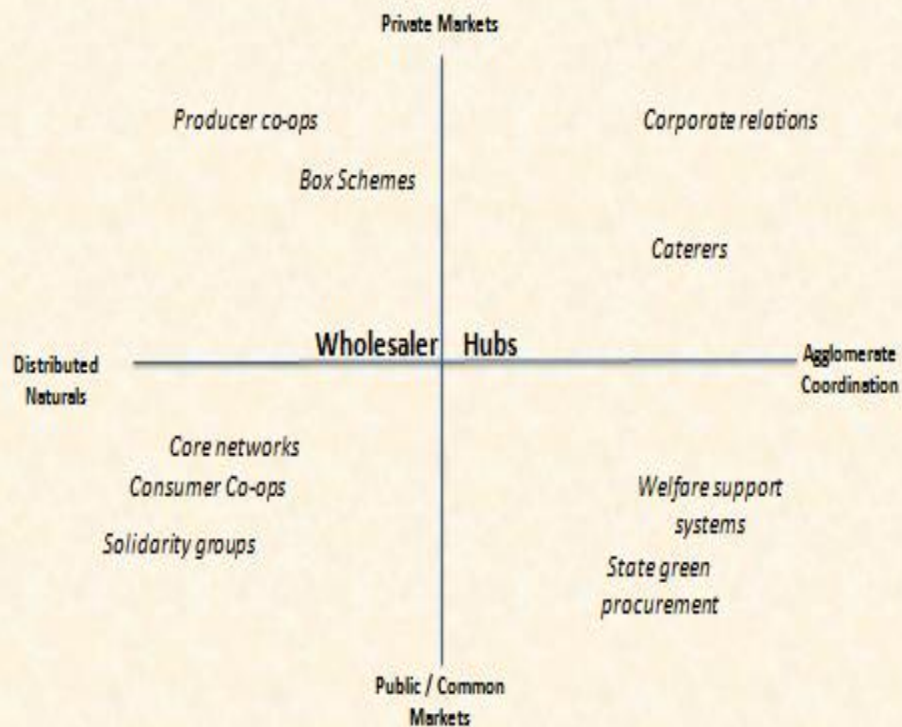 Private Markets
Producer co-ops
Corporate relations
Box Schemes
Caterers
Wholesaler Hubs
Distributed
Naturals
Agglomerate
Coordination
Core networks
Consumer Co-ops
Solidarity groups
Welfare support
systems
State green
procurement
Public / Common
Markets